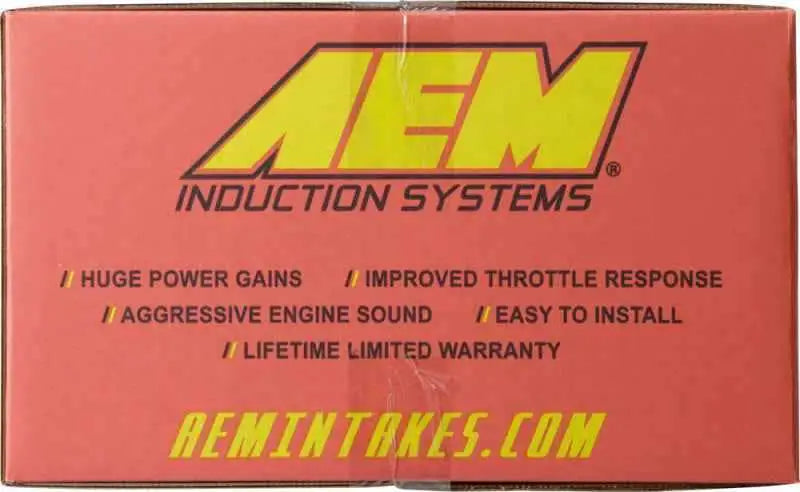 AEM®
INDUCTION SYSTEMS
// HUGE POWER GAINS // IMPROVED THROTTLE RESPONSE
// AGGRESSIVE ENGINE SOUND // EASY TO INSTALL
// LIFETIME LIMITED WARRANTY
AEMINTAKES.COM